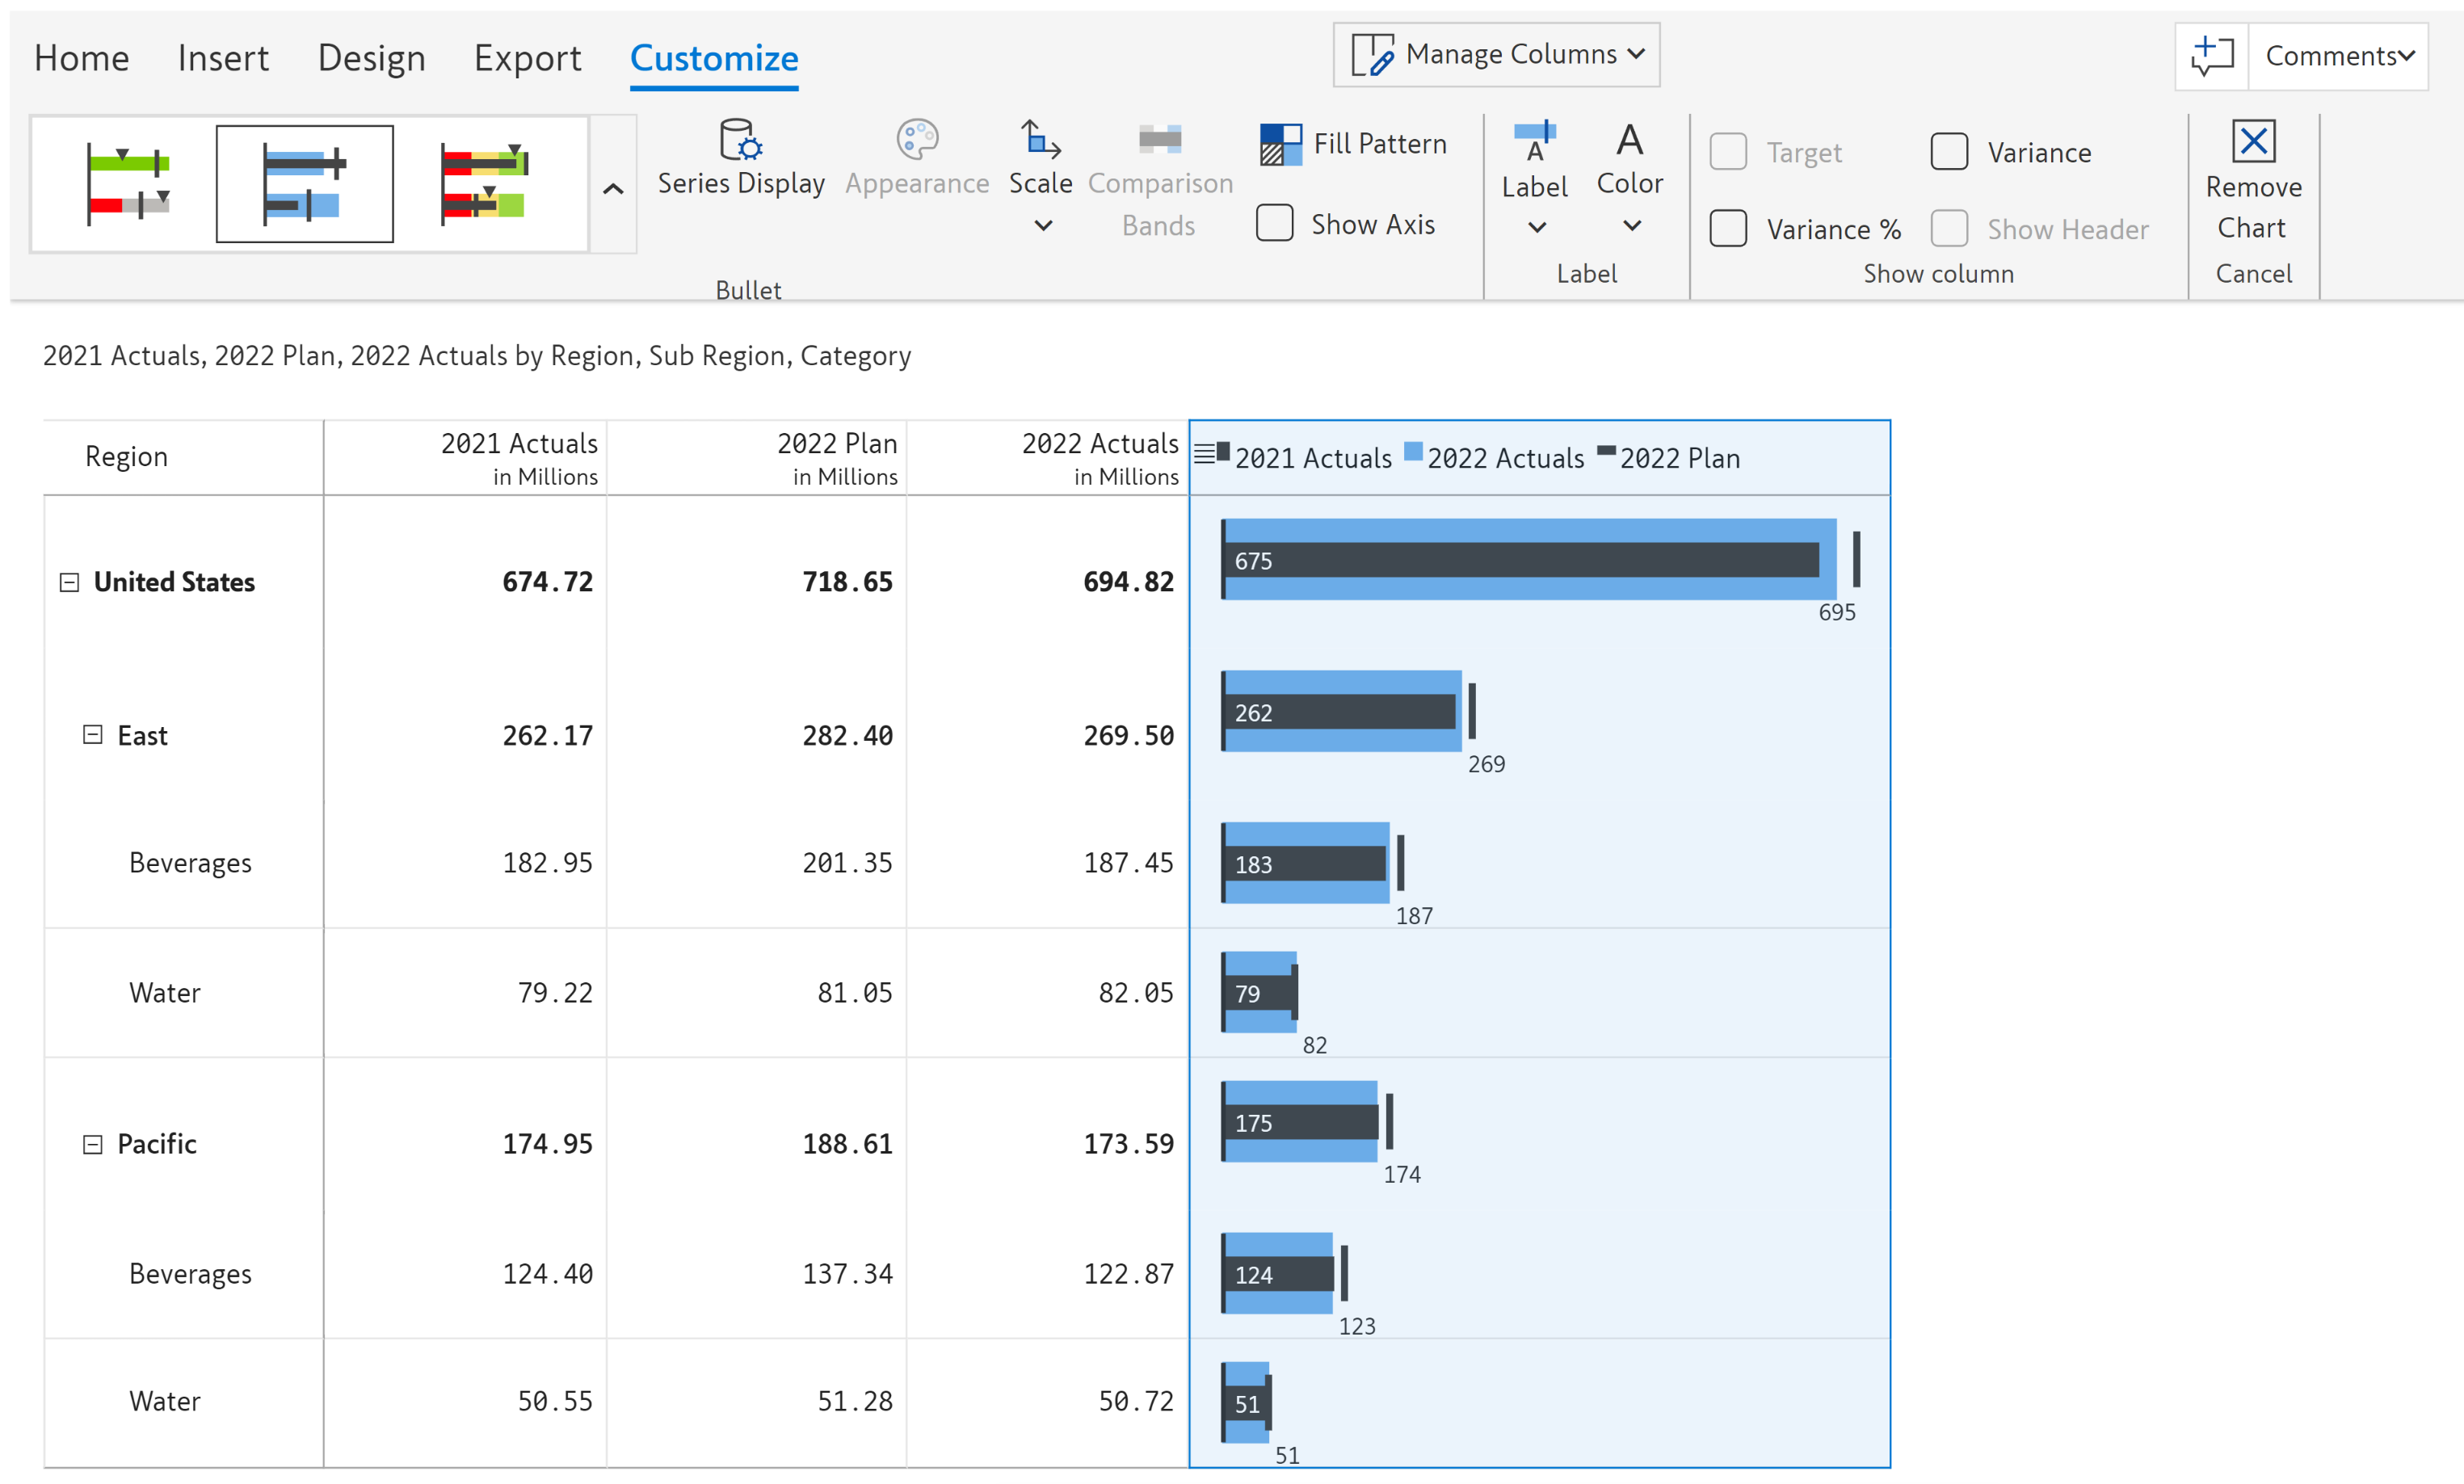 Home Insert Design Export Customize Manage Columns Comments
Series Display Appearance Scale Comparison Bands Fill Pattern Show Axis
Bullet
Label Color
Label
Target Variance
Variance % Show Header
Show column
Remove Chart
Cancel
2021 Actuals, 2022 Plan, 2022 Actuals by Region, Sub Region, Category
Region 2021 Actuals in Millions 2022 Plan in Millions 2022 Actuals in Millions 2021 Actuals 2022 Actuals 2022 Plan
United States 674.72 718.65 694.82 675
695
East 262.17 282.40 269.50 262
269
Beverages 182.95 201.35 187.45 183
187
Water 79.22 81.05 82.05 79
82
Pacific 174.95 188.61 173.59 175
174
Beverages 124.40 137.34 122.87 124
123
Water 50.55 51.28 50.72 51
51